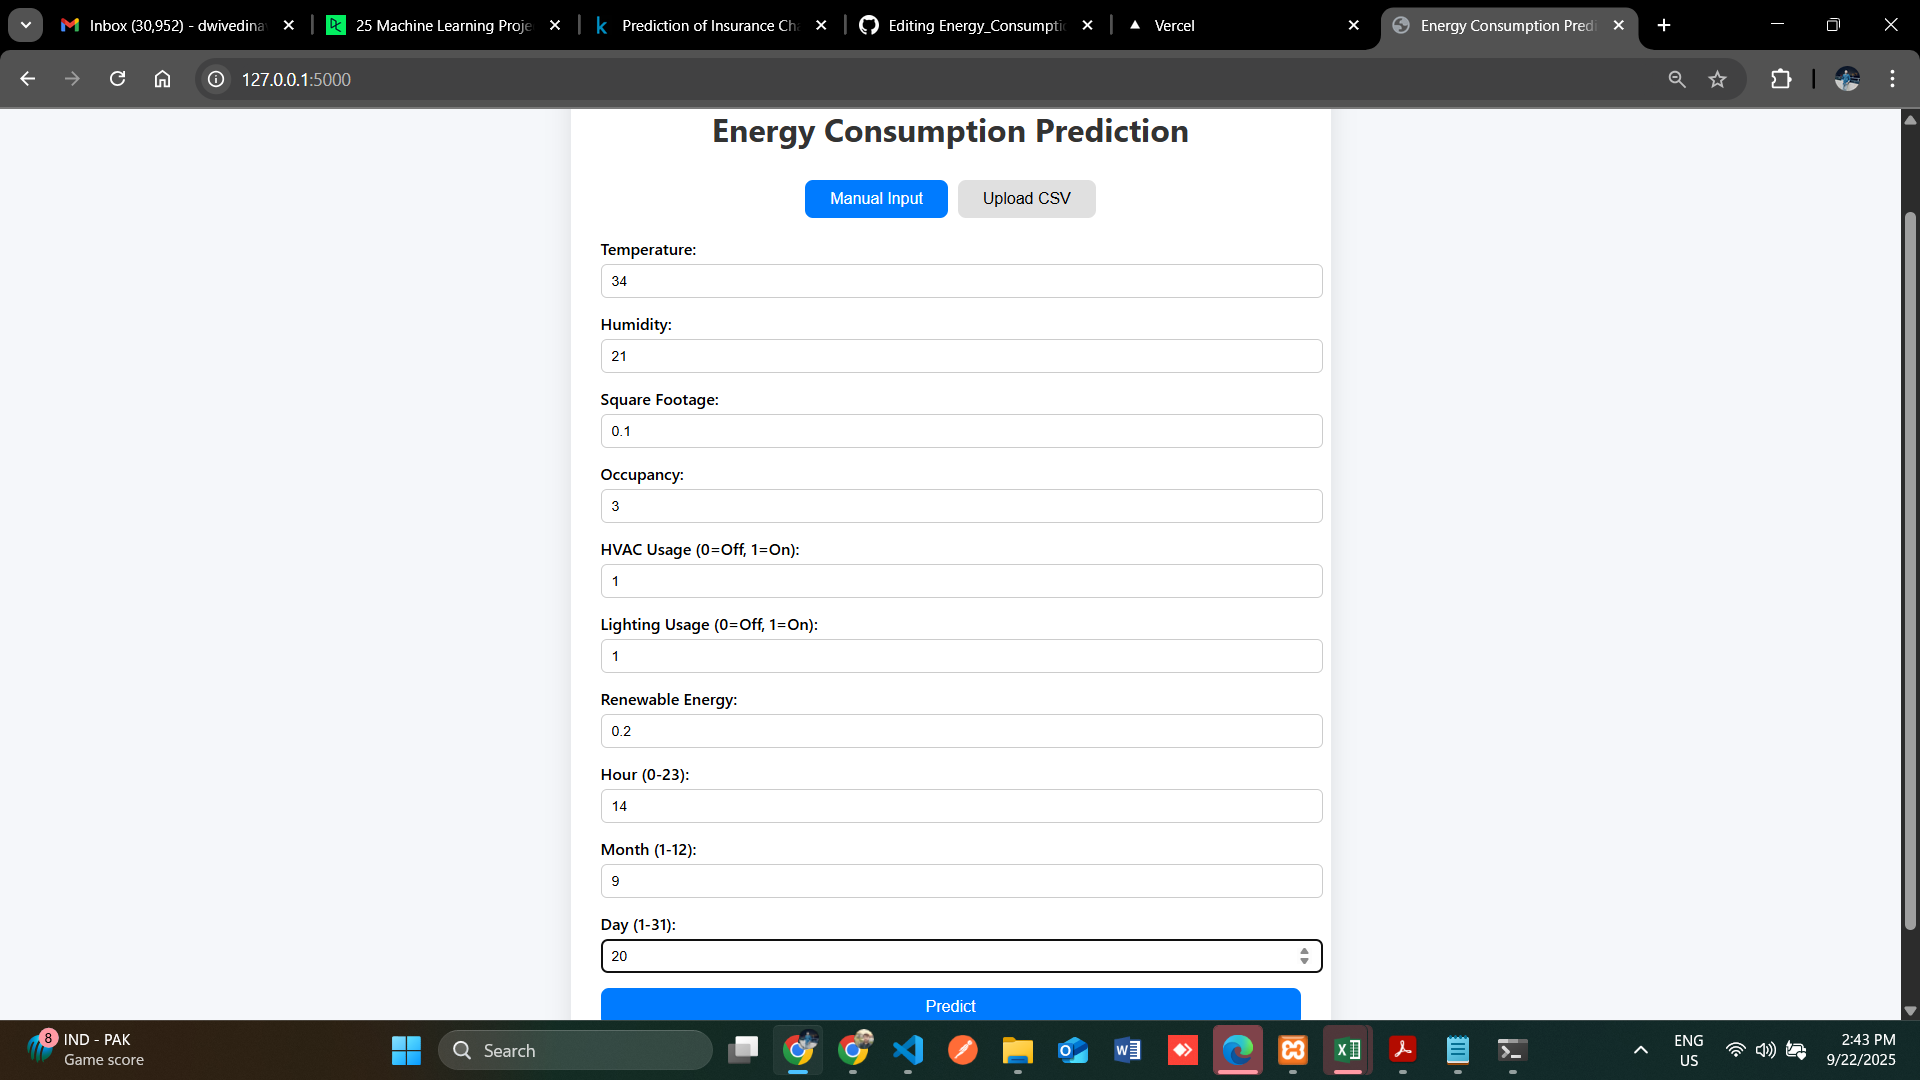 Inbox (30,952) - dwivedina
25 Machine Learning Proje
Prediction of Insurance Cha
Editing Energy_Consumptio
Vercel
Energy Consumption Predi
127.0.0.1:5000
Energy Consumption Prediction
Manual Input
Upload CSV
Temperature:
34
Humidity:
21
Square Footage:
0.1
Occupancy:
3
HVAC Usage (0=Off, 1=On):
1
Lighting Usage (0=Off, 1=On):
1
Renewable Energy:
0.2
Hour (0-23):
14
Month (1-12):
9
Day (1-31):
20
Predict
8
IND - PAK
Game score
Search
ENG
US
2:43 PM
9/22/2025